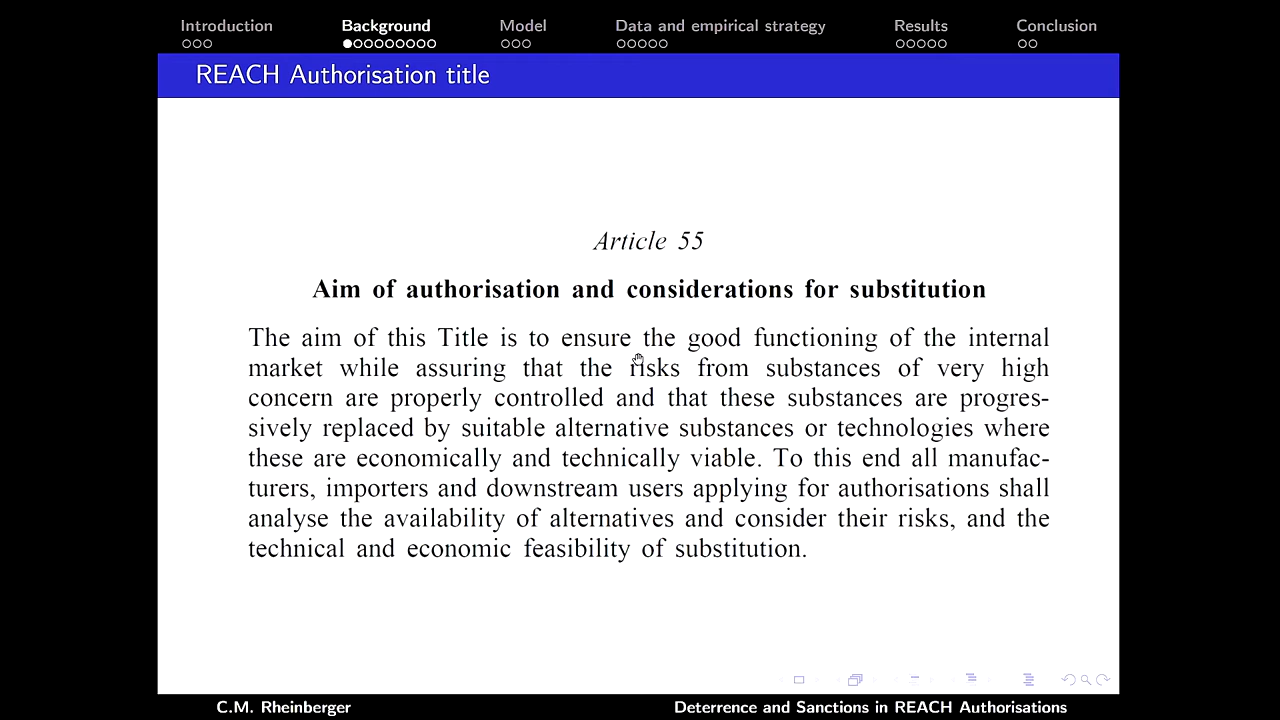 Introduction Background Model Data and empirical strategy Results Conclusion
REACH Authorisation title
Article 55
Aim of authorisation and considerations for substitution
The aim of this Title is to ensure the good functioning of the internal
market while assuring that the risks from substances of very high
concern are properly controlled and that these substances are progres-
sively replaced by suitable alternative substances or technologies where
these are economically and technically viable. To this end all manufac-
turers, importers and downstream users applying for authorisations shall
analyse the availability of alternatives and consider their risks, and the
technical and economic feasibility of substitution.
C.M. Rheinberger Deterrence and Sanctions in REACH Authorisations